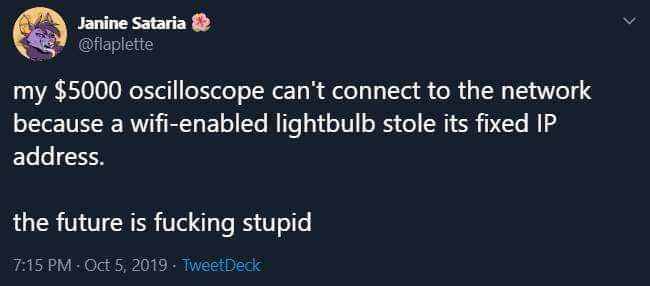 Janine Sataria 🌺
@flaplette
my $5000 oscilloscope can't connect to the network
because a wifi-enabled lightbulb stole its fixed IP
address.
the future is fucking stupid
7:15 PM · Oct 5, 2019 · TweetDeck